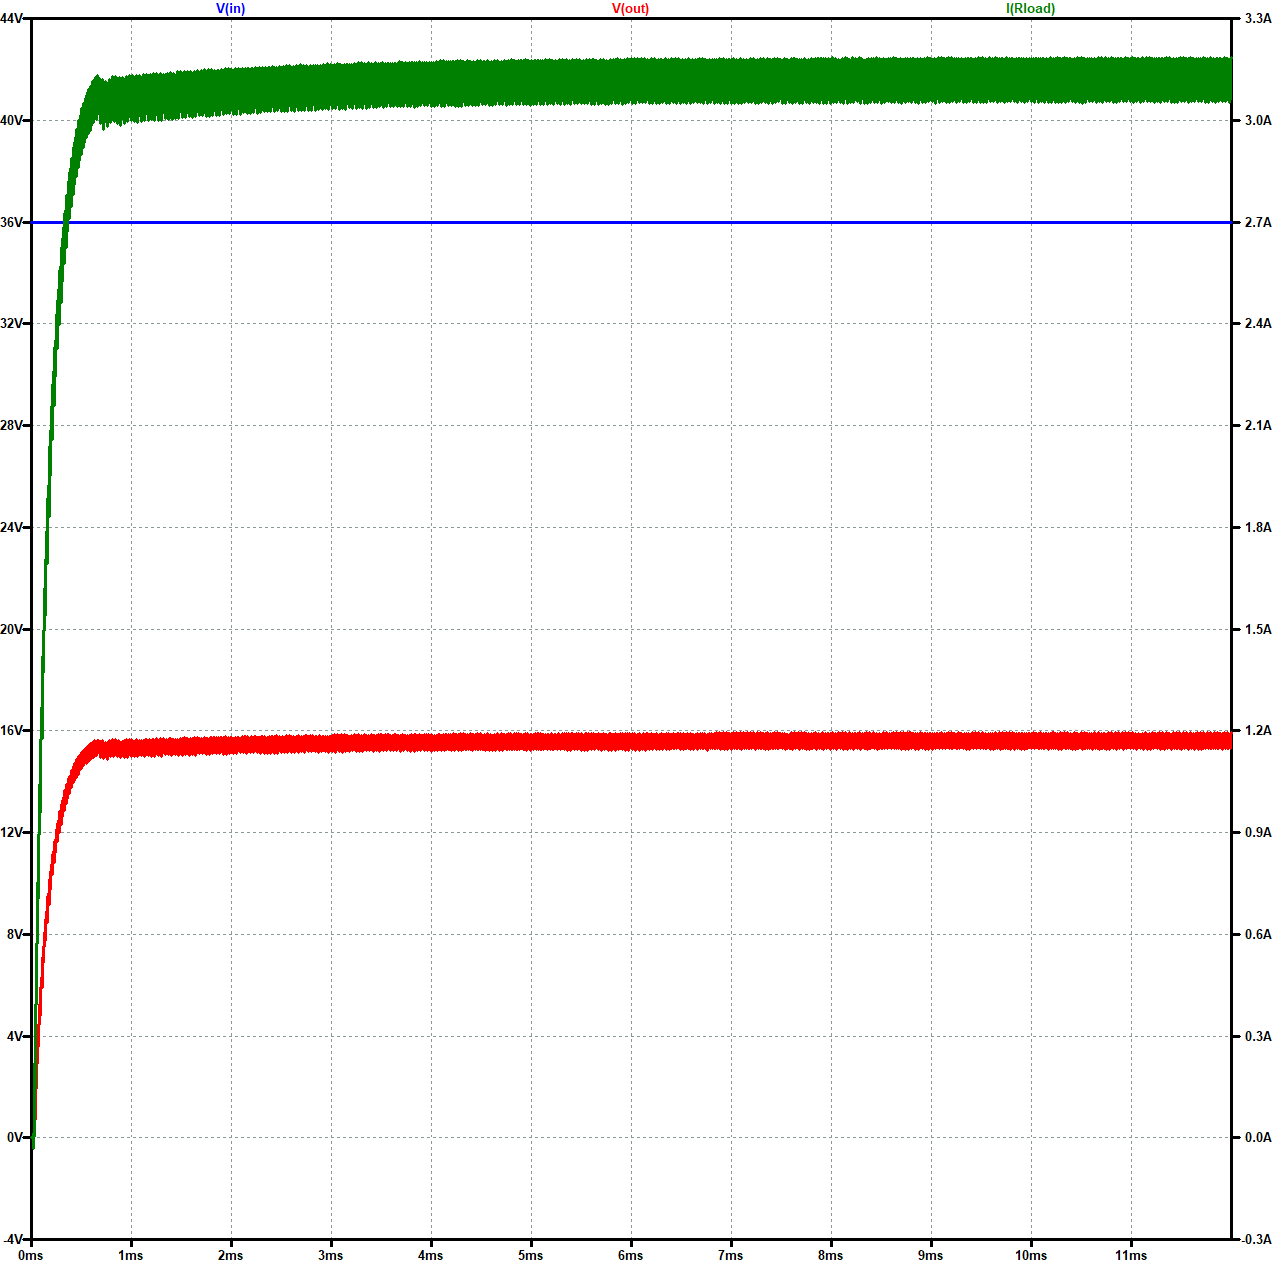 V(in) V(out) I(Rload)
44V 3.3A
40V 3.0A
36V 2.7A
32V 2.4A
28V 2.1A
24V 1.8A
20V 1.5A
16V 1.2A
12V 0.9A
8V 0.6A
4V 0.3A
0V 0.0A
-4V -0.3A
0ms 1ms 2ms 3ms 4ms 5ms 6ms 7ms 8ms 9ms 10ms 11ms